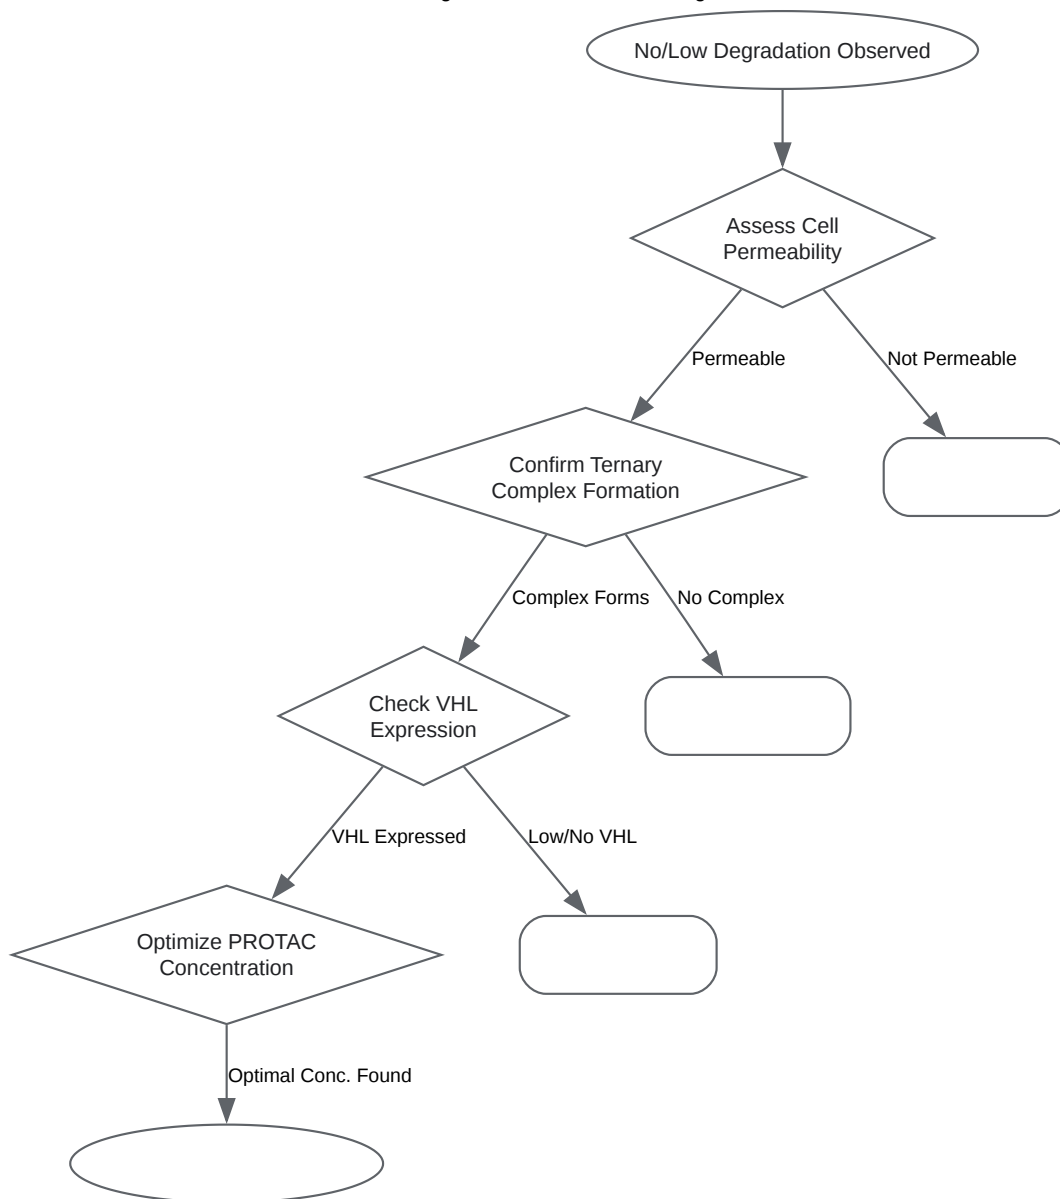 No/Low Degradation Observed
Assess Cell
Permeability
Permeable
Not Permeable
Confirm Ternary
Complex Formation
Complex Forms
No Complex
Check VHL
Expression
VHL Expressed
Low/No VHL
Optimize PROTAC
Concentration
Optimal Conc. Found